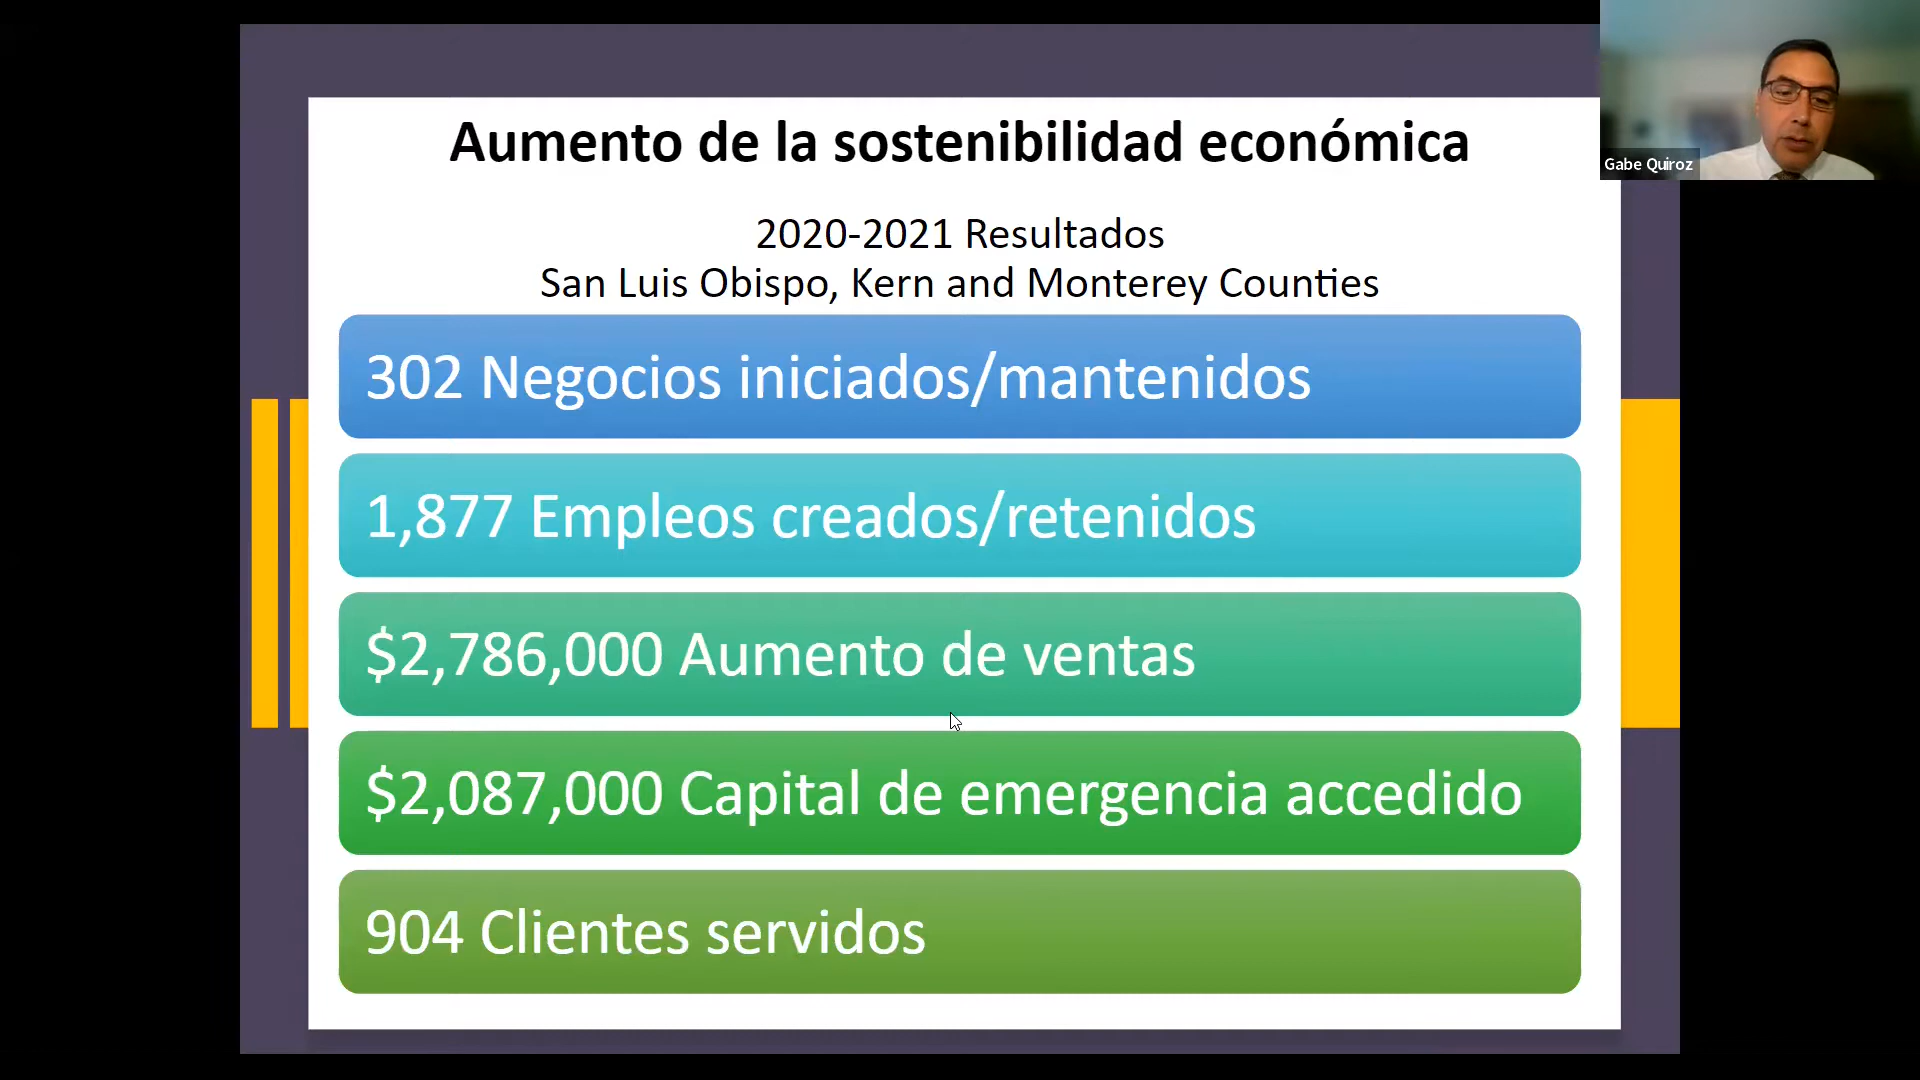 Aumento de la sostenibilidad económica
2020-2021 Resultados
San Luis Obispo, Kern and Monterey Counties
302 Negocios iniciados/mantenidos
1,877 Empleos creados/retenidos
$2,786,000 Aumento de ventas
$2,087,000 Capital de emergencia accedido
904 Clientes servidos
Gabe Quiroz